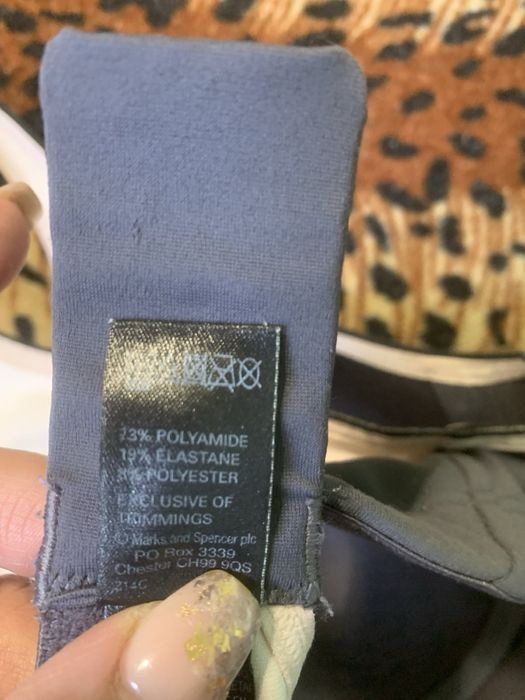 73% POLYAMIDE
19% ELASTANE
8% POLYESTER
EXCLUSIVE OF
TRIMMINGS
© Marks and Spencer plc
PO Box 3339
Chester CH99 9QS